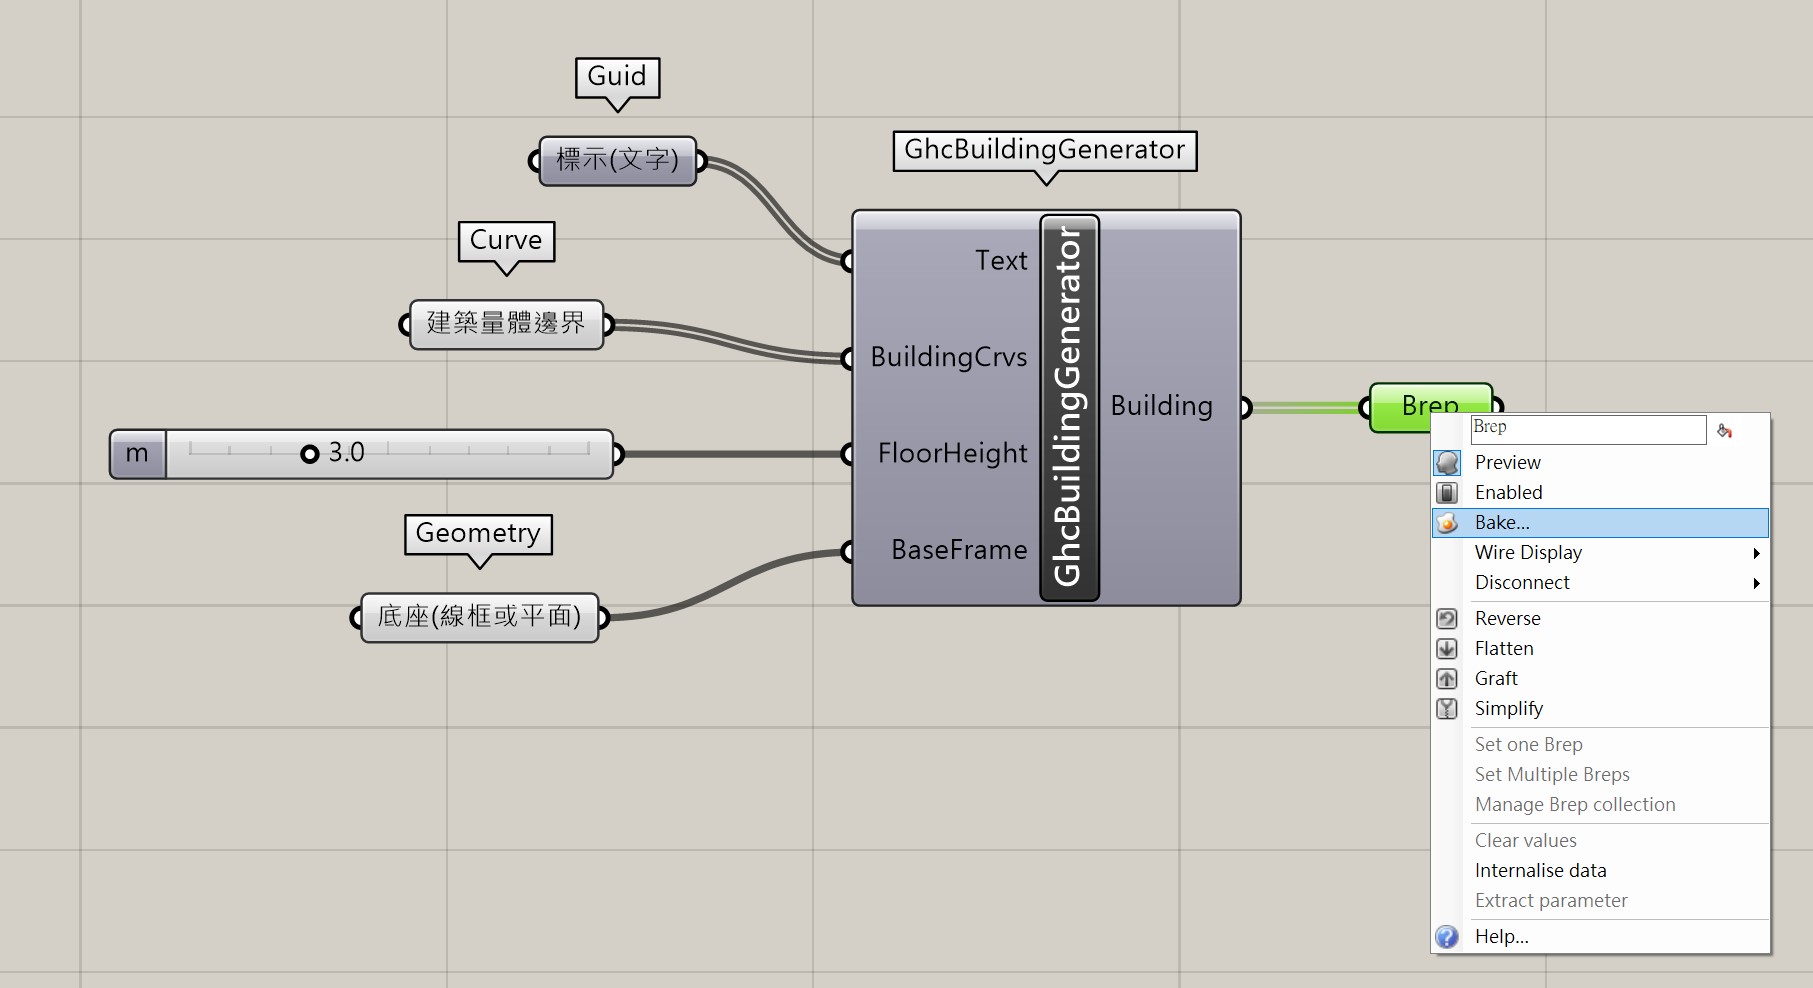 Guid
標示(文字)
GhcBuildingGenerator
Curve
建築量體邊界
m
3.0
Geometry
底座(線框或平面)
Text
BuildingCrvs
FloorHeight
BaseFrame
GhcBuildingGenerator
Building
Brep
Brep
Preview
Enabled
Bake...
Wire Display
Disconnect
Reverse
Flatten
Graft
Simplify
Set one Brep
Set Multiple Breps
Manage Brep collection
Clear values
Internalise data
Extract parameter
Help...